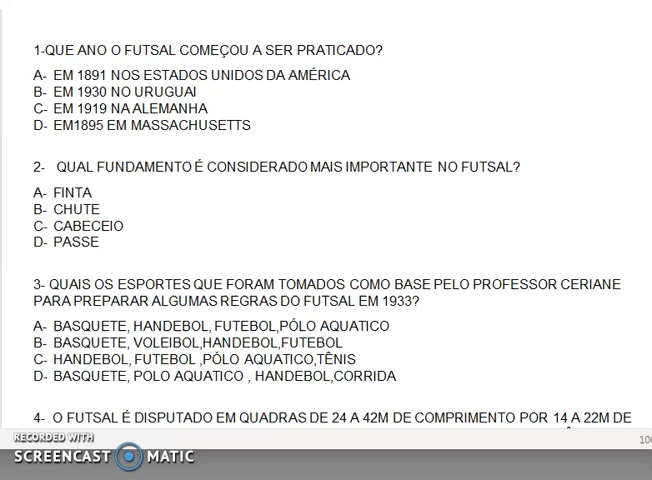 1-QUE ANO O FUTSAL COMEÇOU A SER PRATICADO?
A- EM 1891 NOS ESTADOS UNIDOS DA AMÉRICA
B- EM 1930 NO URUGUAI
C- EM 1919 NA ALEMANHA
D- EM1895 EM MASSACHUSETTS
2- QUAL FUNDAMENTO É CONSIDERADO MAIS IMPORTANTE NO FUTSAL?
A- FINTA
B- CHUTE
C- CABECEIO
D- PASSE
3- QUAIS OS ESPORTES QUE FORAM TOMADOS COMO BASE PELO PROFESSOR CERIANE
PARA PREPARAR ALGUMAS REGRAS DO FUTSAL EM 1933?
A- BASQUETE, HANDEBOL, FUTEBOL,PÓLO AQUATICO
B- BASQUETE, VOLEIBOL,HANDEBOL,FUTEBOL
C- HANDEBOL, FUTEBOL ,PÓLO AQUATICO,TÊNIS
D- BASQUETE, POLO AQUATICO , HANDEBOL,CORRIDA
4- O FUTSAL É DISPUTADO EM QUADRAS DE 24 A 42M DE COMPRIMENTO POR 14 A 22M DE
RECORDED WITH
SCREENCAST MATIC